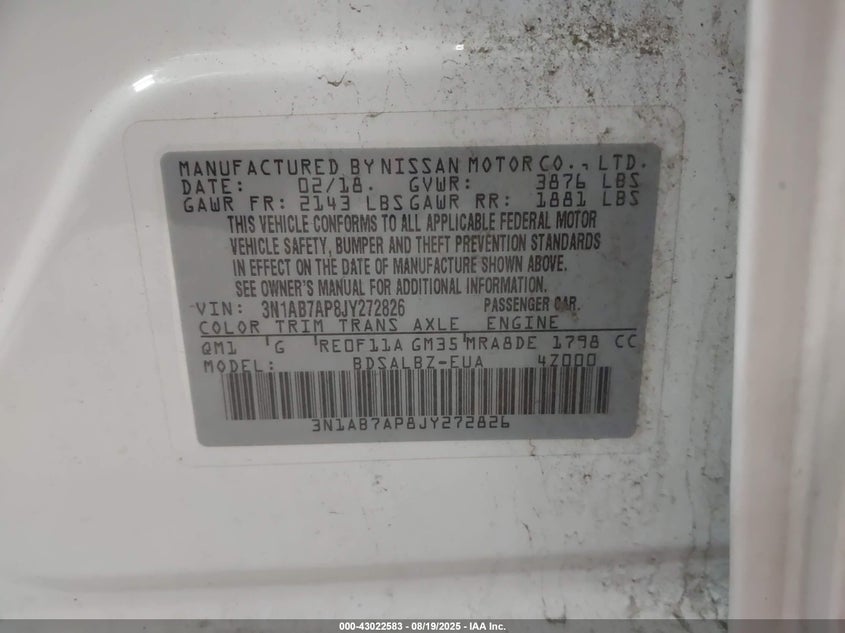 MANUFACTURED BY NISSAN MOTOR CO., LTD.
DATE: 02/18. GVWR: 3876 LBS
GAWR FR: 2143 LBS GAWR RR: 1881 LBS
THIS VEHICLE CONFORMS TO ALL APPLICABLE FEDERAL MOTOR
VEHICLE SAFETY, BUMPER AND THEFT PREVENTION STANDARDS
IN EFFECT ON THE DATE OF MANUFACTURE SHOWN ABOVE.
SEE OWNER'S MANUAL FOR ADDITIONAL INFORMATION.
VIN: 3N1AB7AP8JY272826 PASSENGER CAR.
COLOR TRIM TRANS AXLE ENGINE
QM1 'G RE0F11A GM35'MRA8DE 1798 CC
MODEL: BDSALBZ-EUA 4Z000
3N1AB7AP8JY272826
000-43022583 - 08/19/2025 - IAA Inc.